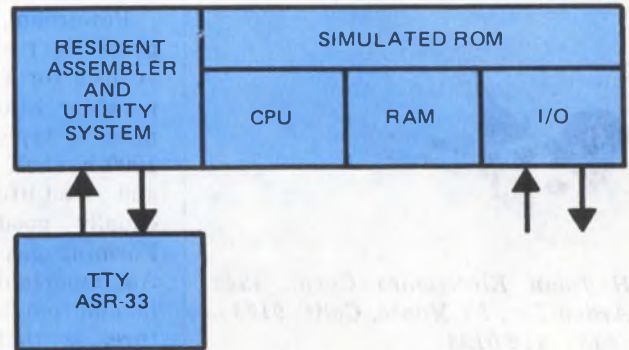 RESIDENT
ASSEMBLER
AND
UTILITY
SYSTEM
SIMULATED ROM
CPU
RAM
I/O
TTY
ASR-33